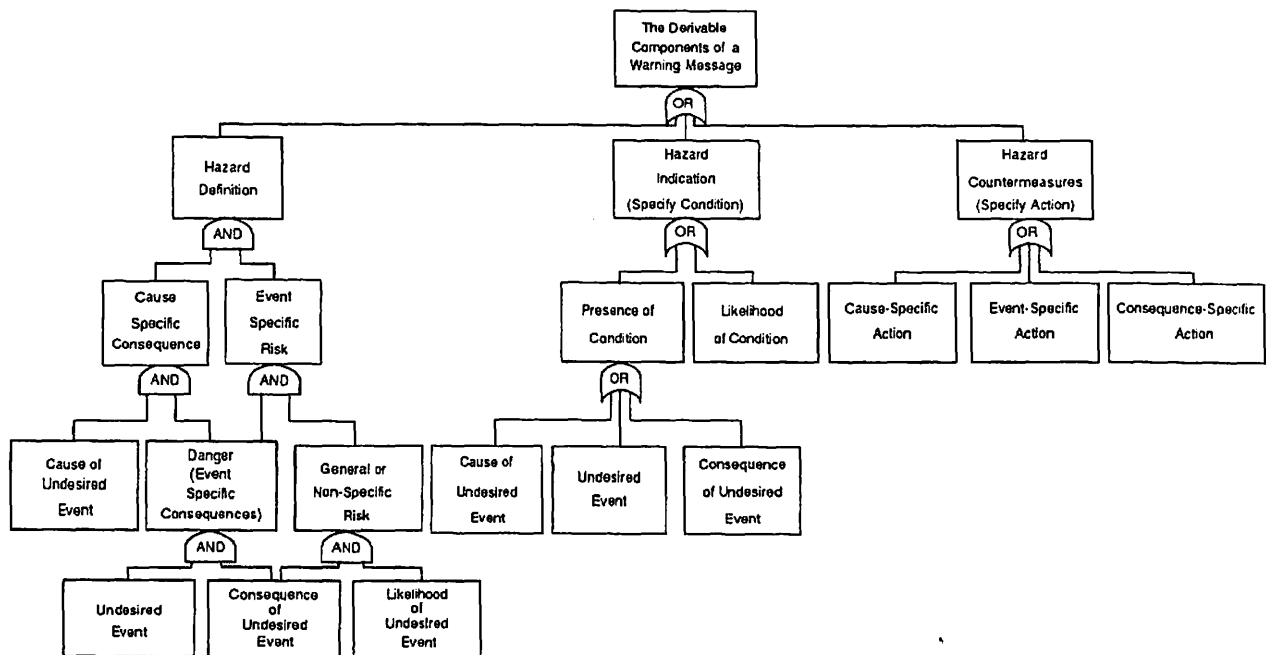 The Derivable
Components of a
Warning Message
OR
Hazard
Definition
Hazard
Indication
(Specify Condition)
Hazard
Countermeasures
(Specify Action)
AND
OR
OR
Cause
Specific
Consequence
Event
Specific
Risk
Presence of
Condition
Likelihood
of Condition
Cause-Specific
Action
Event-Specific
Action
Consequence-Specific
Action
AND
AND
OR
Cause of
Undesired
Event
Danger
(Event
Specific
Consequences)
General or
Non-Specific
Risk
Cause of
Undesired
Event
Undesired
Event
Consequence
of Undesired
Event
AND
AND
Undesired
Event
Consequence
of
Undesired
Event
Likelihood
of
Undesired
Event